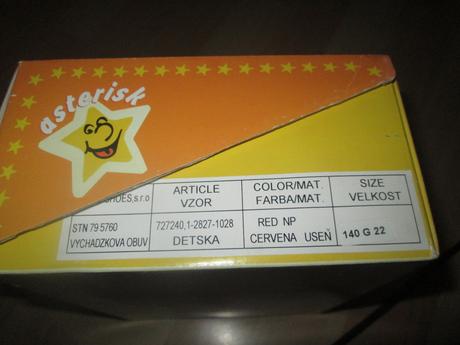 asterisk
SHOES,s.r.o
ARTICLE
VZOR
COLOR/MAT.
FARBA/MAT.
SIZE
VELKOST
STN 79 5760
VYCHADZKOVA OBUV
727240,1-2827-1028
DETSKA
RED NP
CERVENA USEŇ
140 G 22